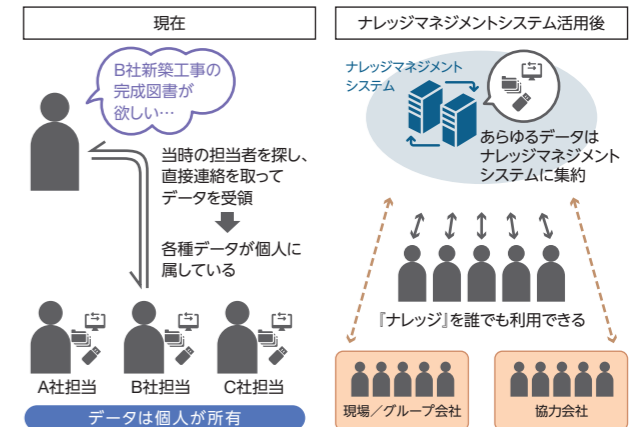 現在
B社新築工事の
完成図書が
欲しい…
当時の担当者を探し、
直接連絡を取って
データを受領
各種データが個人に
属している
A社担当
B社担当
C社担当
データは個人が所有
ナレッジマネジメントシステム活用後
ナレッジマネジメント
システム
あらゆるデータは
ナレッジマネジメント
システムに集約
『ナレッジ』を誰でも利用できる
現場／グループ会社
協力会社